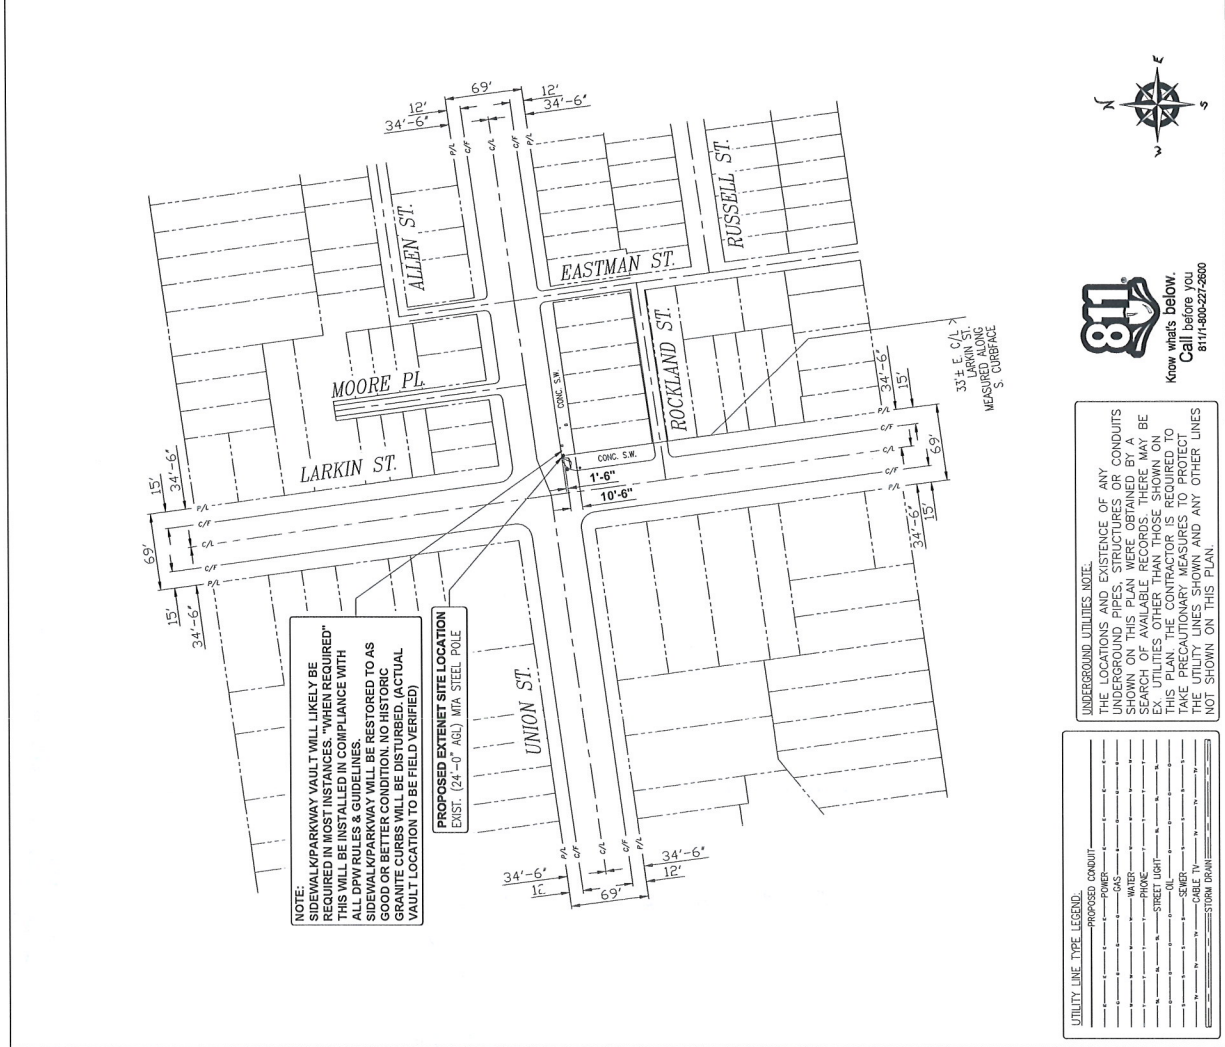 NOTE:
SIDEWALK/PARKWAY VAULT WILL LIKELY BE
REQUIRED IN MOST INSTANCES. "WHEN REQUIRED"
THIS WILL BE INSTALLED IN COMPLIANCE WITH
ALL DPW RULES & GUIDELINES.
SIDEWALK/PARKWAY WILL BE RESTORED TO AS
GOOD OR BETTER CONDITION. NO HISTORIC
GRANITE CURBS WILL BE DISTURBED. (ACTUAL
VAULT LOCATION TO BE FIELD VERIFIED)
PROPOSED EXTENET SITE LOCATION
EXIST. (24'-0" AGL) MTA STEEL POLE
UNION ST.
LARKIN ST.
MOORE PL.
ALLEN ST.
EASTMAN ST.
ROCKLAND ST.
RUSSELL ST.
CONC. S.W.
CONC. S.W.
1'-6"
10'-6"
69'
12'
34'-6"
12'
34'-6"
P/L
C/F
C/L
C/F
P/L
69'
15'
34'-6"
15'
34'-6"
P/L
C/F
C/L
C/F
P/L
34'-6"
12'
34'-6"
12'
69'
P/L
C/F
C/L
C/F
P/L
34'-6"
15'
34'-6"
15'
69'
P/L
C/F
C/L
C/F
P/L
33'± E. C/L
LARKIN ST.
MEASURED ALONG
S. CURBFACE
N
E
S
W
811
®
Know what's below.
Call before you
811/1-800-227-2600
UNDERGROUND UTILITIES NOTE:
THE LOCATIONS AND EXISTENCE OF ANY
UNDERGROUND PIPES, STRUCTURES OR CONDUITS
SHOWN ON THIS PLAN WERE OBTAINED BY A
SEARCH OF AVAILABLE RECORDS. THERE MAY BE
EX. UTILITIES OTHER THAN THOSE SHOWN ON
THIS PLAN. THE CONTRACTOR IS REQUIRED TO
TAKE PRECAUTIONARY MEASURES TO PROTECT
THE UTILITY LINES SHOWN AND ANY OTHER LINES
NOT SHOWN ON THIS PLAN.
UTILITY LINE TYPE LEGEND:
PROPOSED CONDUIT
POWER
GAS
WATER
PHONE
STREET LIGHT
OIL
SEWER
CABLE TV
STORM DRAIN